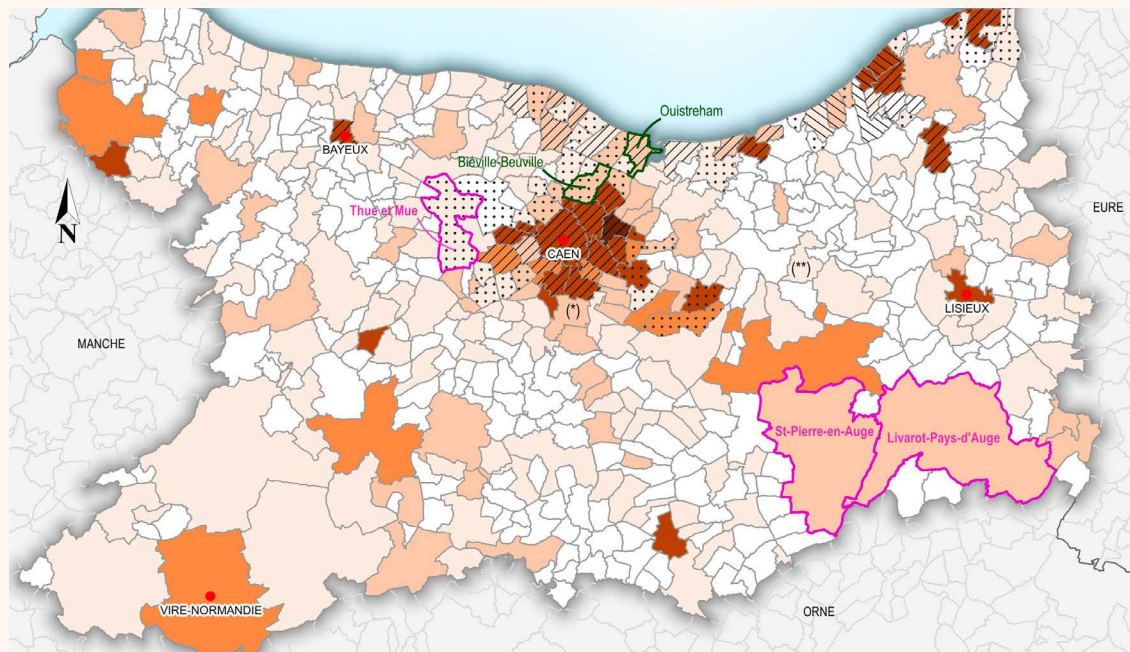 Ouistreham
BAYEUX
Biéville-Beuville
Thue et Mue
EURE
N
CAEN
(**)
(*)
LISIEUX
MANCHE
St-Pierre-en-Auge
Livarot-Pays-d'Auge
VIRE-NORMANDIE
ORNE